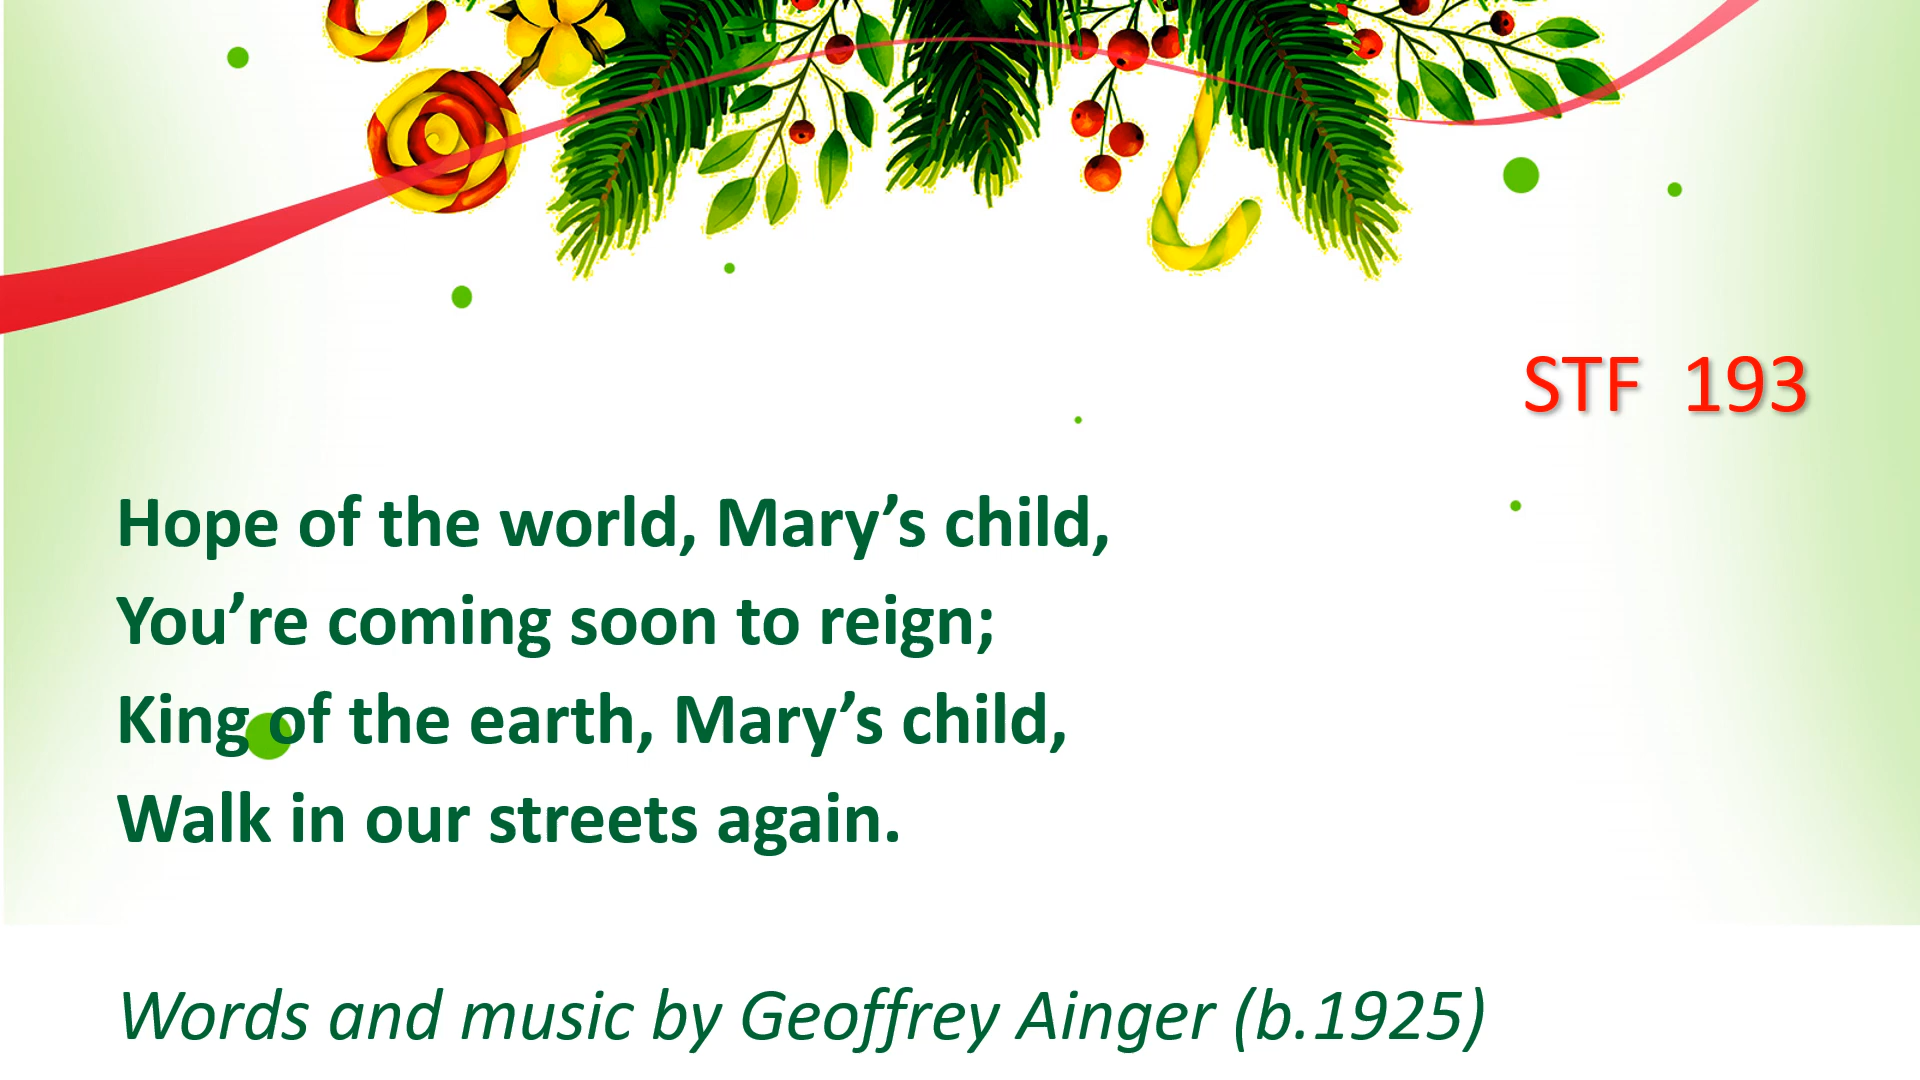 STF 193
Hope of the world, Mary’s child,
You’re coming soon to reign;
King of the earth, Mary’s child,
Walk in our streets again.
Words and music by Geoffrey Ainger (b.1925)